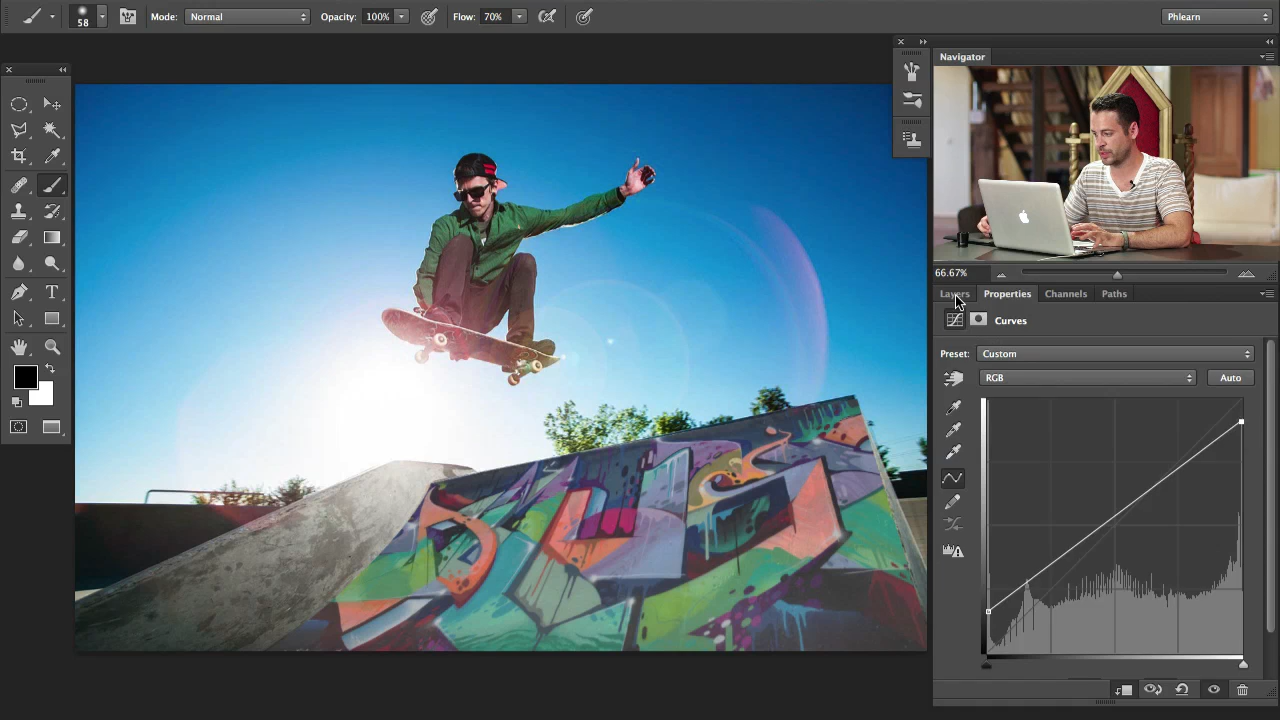 58
Mode: Normal
Opacity: 100%
Flow: 70%
Phlearn
Navigator
66.67%
Layers
Properties
Channels
Paths
Curves
Preset: Custom
RGB
Auto
T